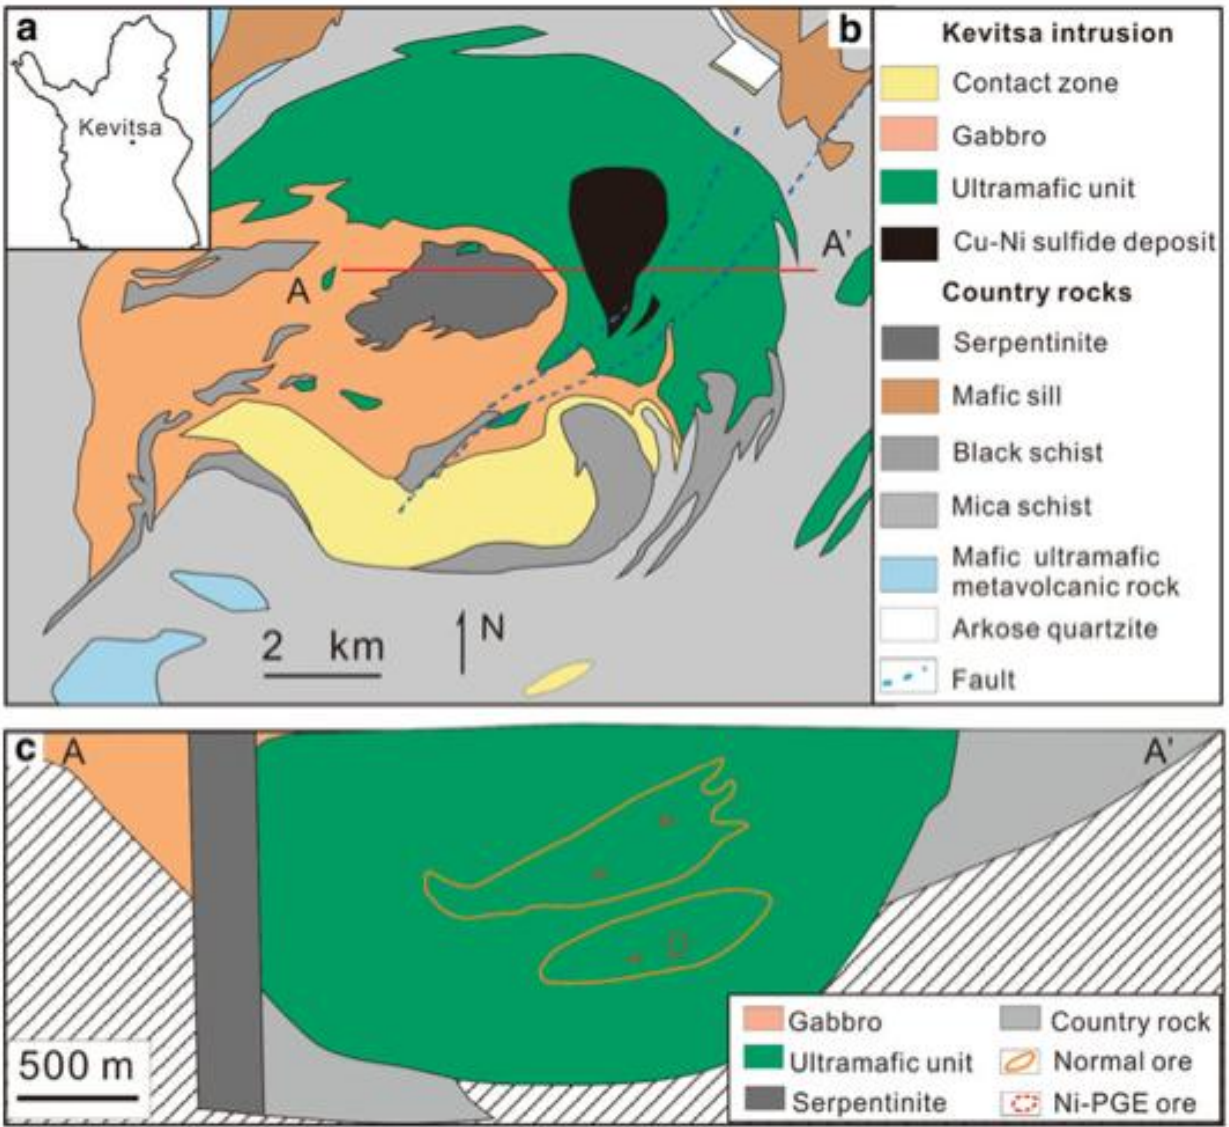 a
Kevitsa
b
A
A'
2 km
N
Kevitsa intrusion
Contact zone
Gabbro
Ultramafic unit
Cu-Ni sulfide deposit
Country rocks
Serpentinite
Mafic sill
Black schist
Mica schist
Mafic ultramafic
metavolcanic rock
Arkose quartzite
Fault
c
A
A'
500 m
Gabbro
Ultramafic unit
Serpentinite
Country rock
Normal ore
Ni-PGE ore